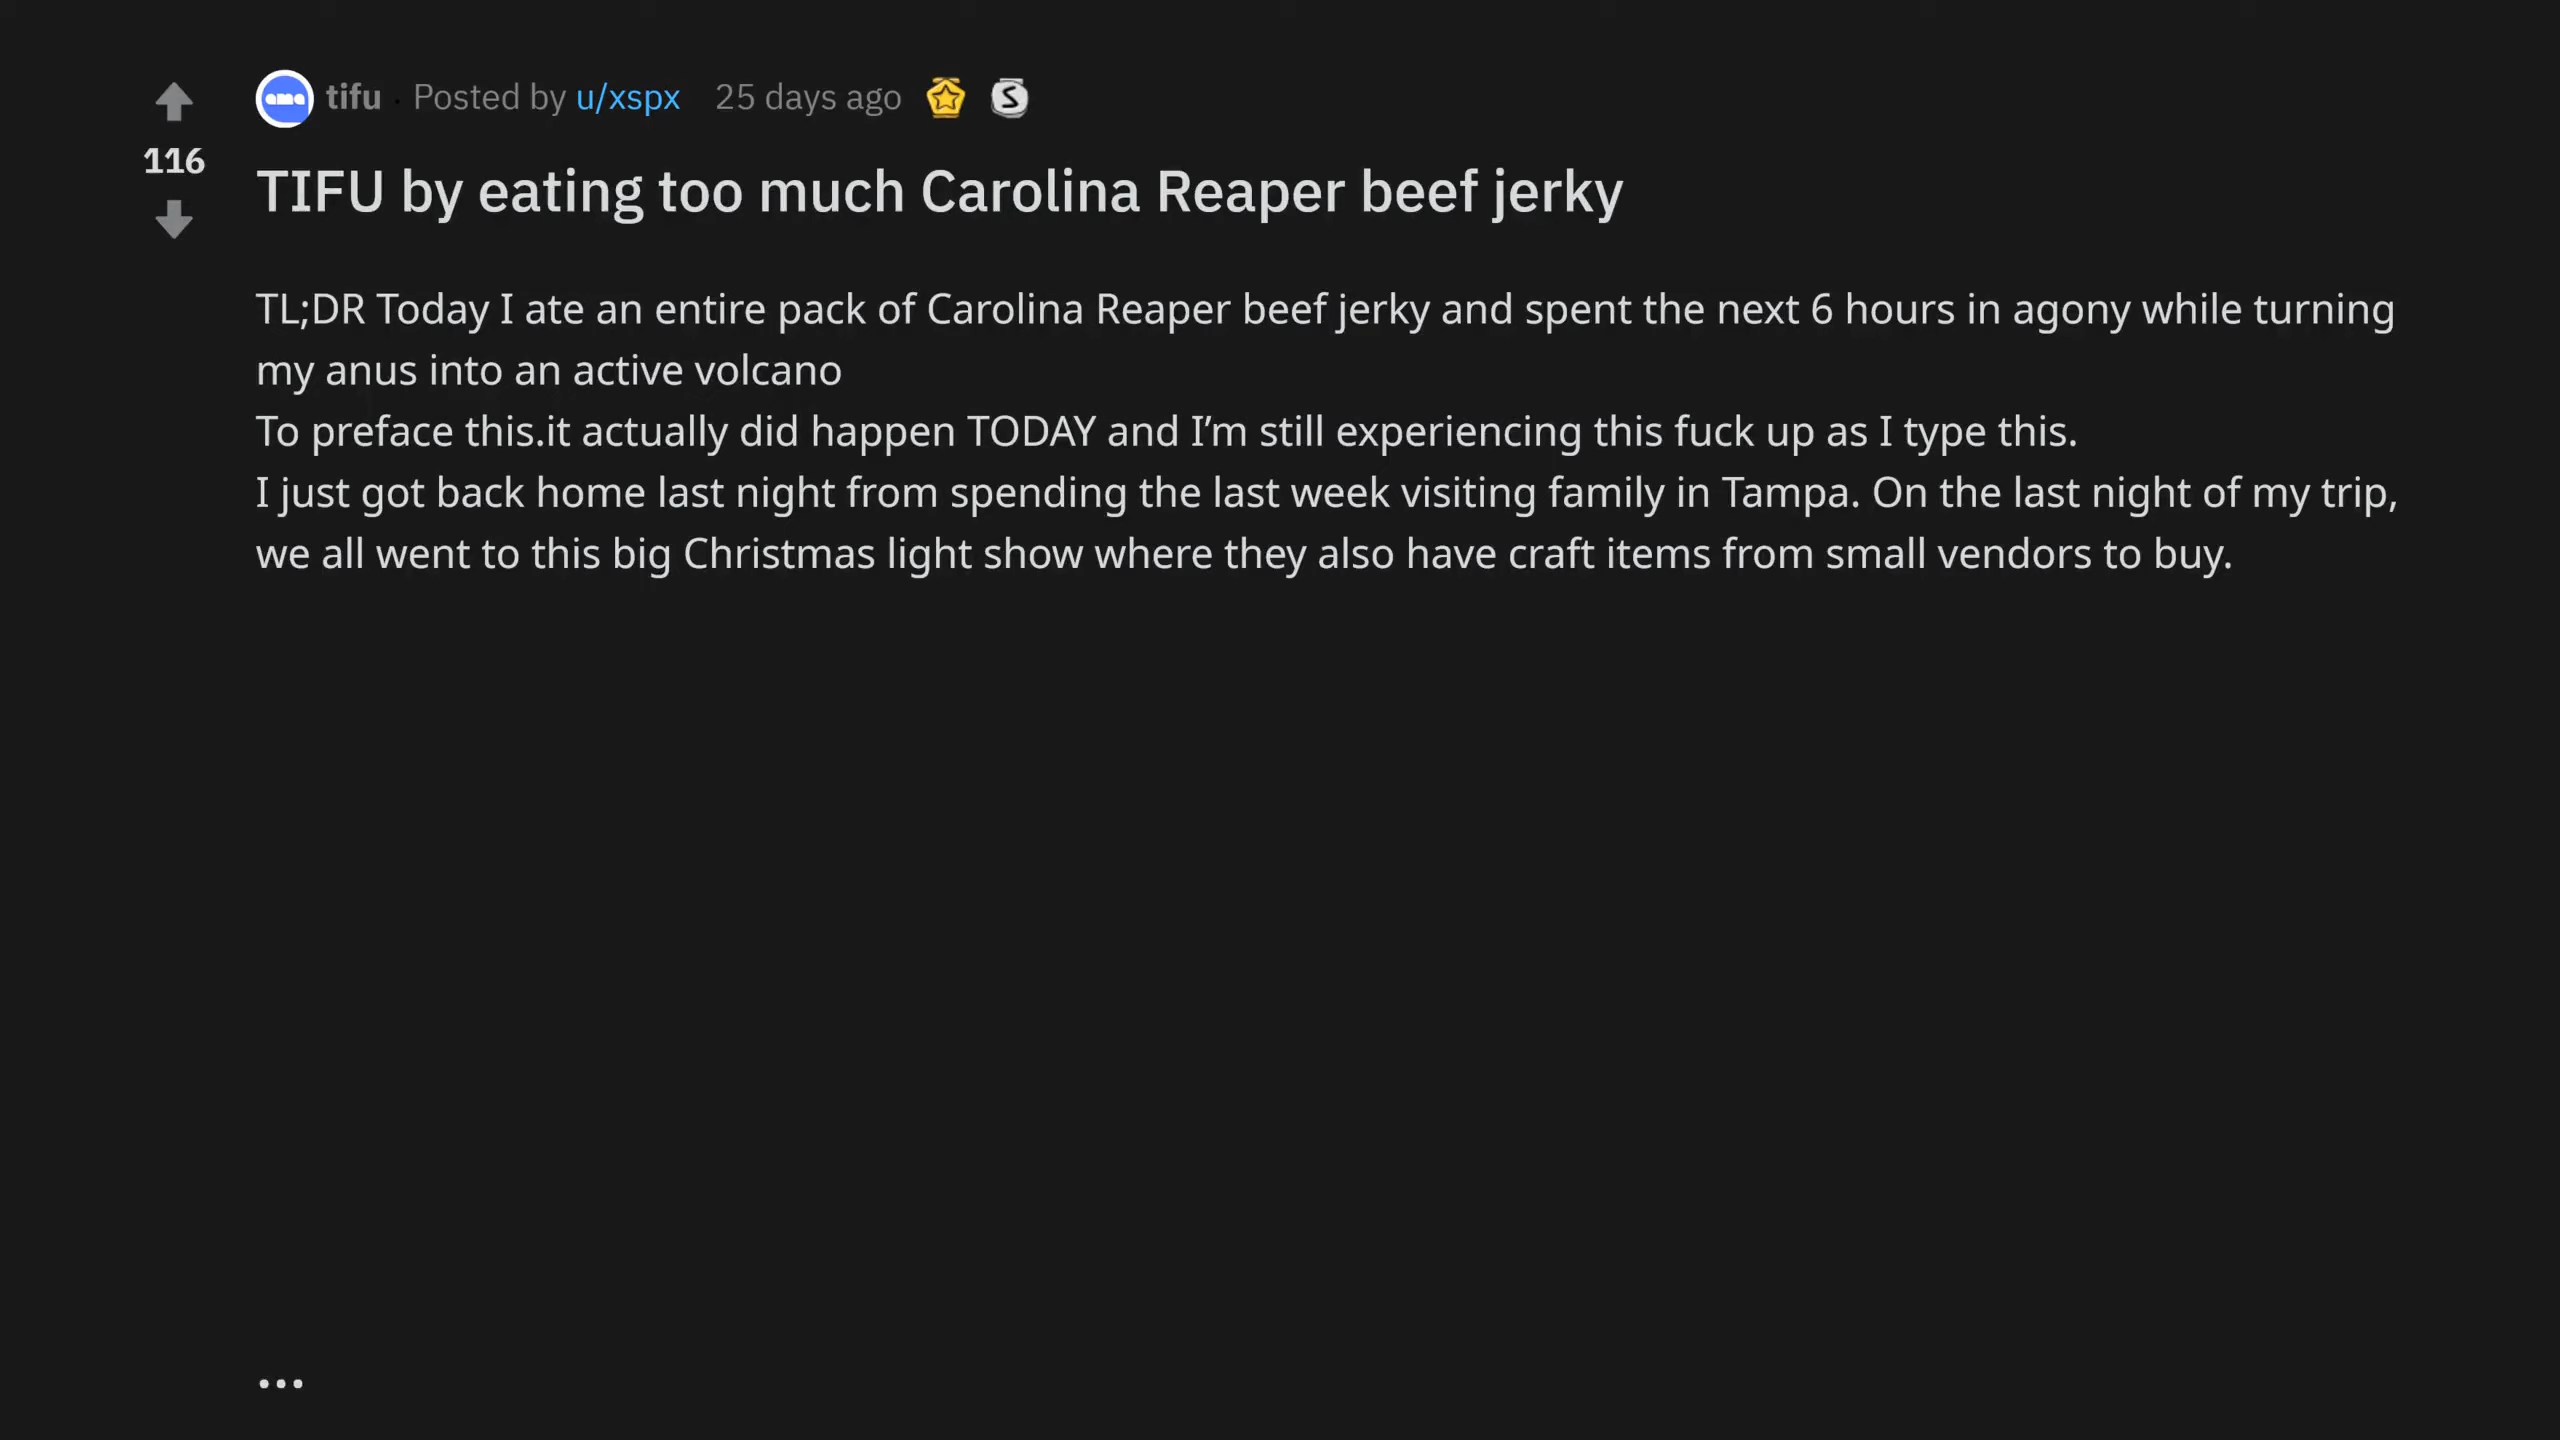 tifu · Posted by u/xspx 25 days ago
116
TIFU by eating too much Carolina Reaper beef jerky
TL;DR Today I ate an entire pack of Carolina Reaper beef jerky and spent the next 6 hours in agony while turning
my anus into an active volcano
To preface this.it actually did happen TODAY and I’m still experiencing this fuck up as I type this.
I just got back home last night from spending the last week visiting family in Tampa. On the last night of my trip,
we all went to this big Christmas light show where they also have craft items from small vendors to buy.
...